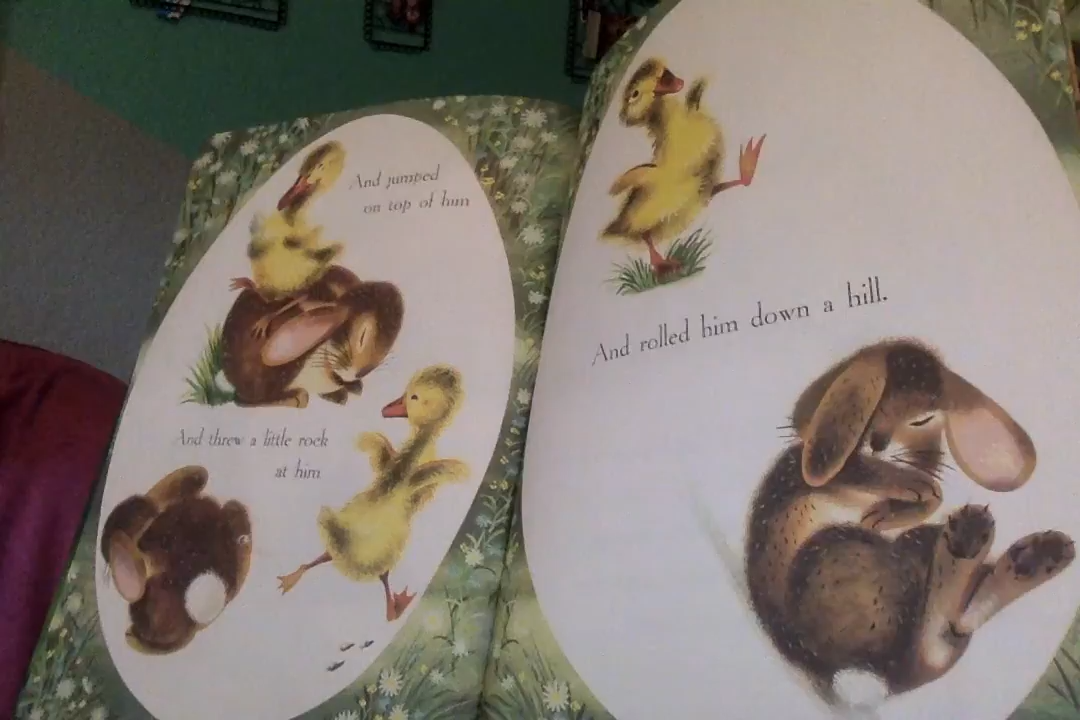 And jumped
on top of him
And threw a little rock
at him
And rolled him down a hill.